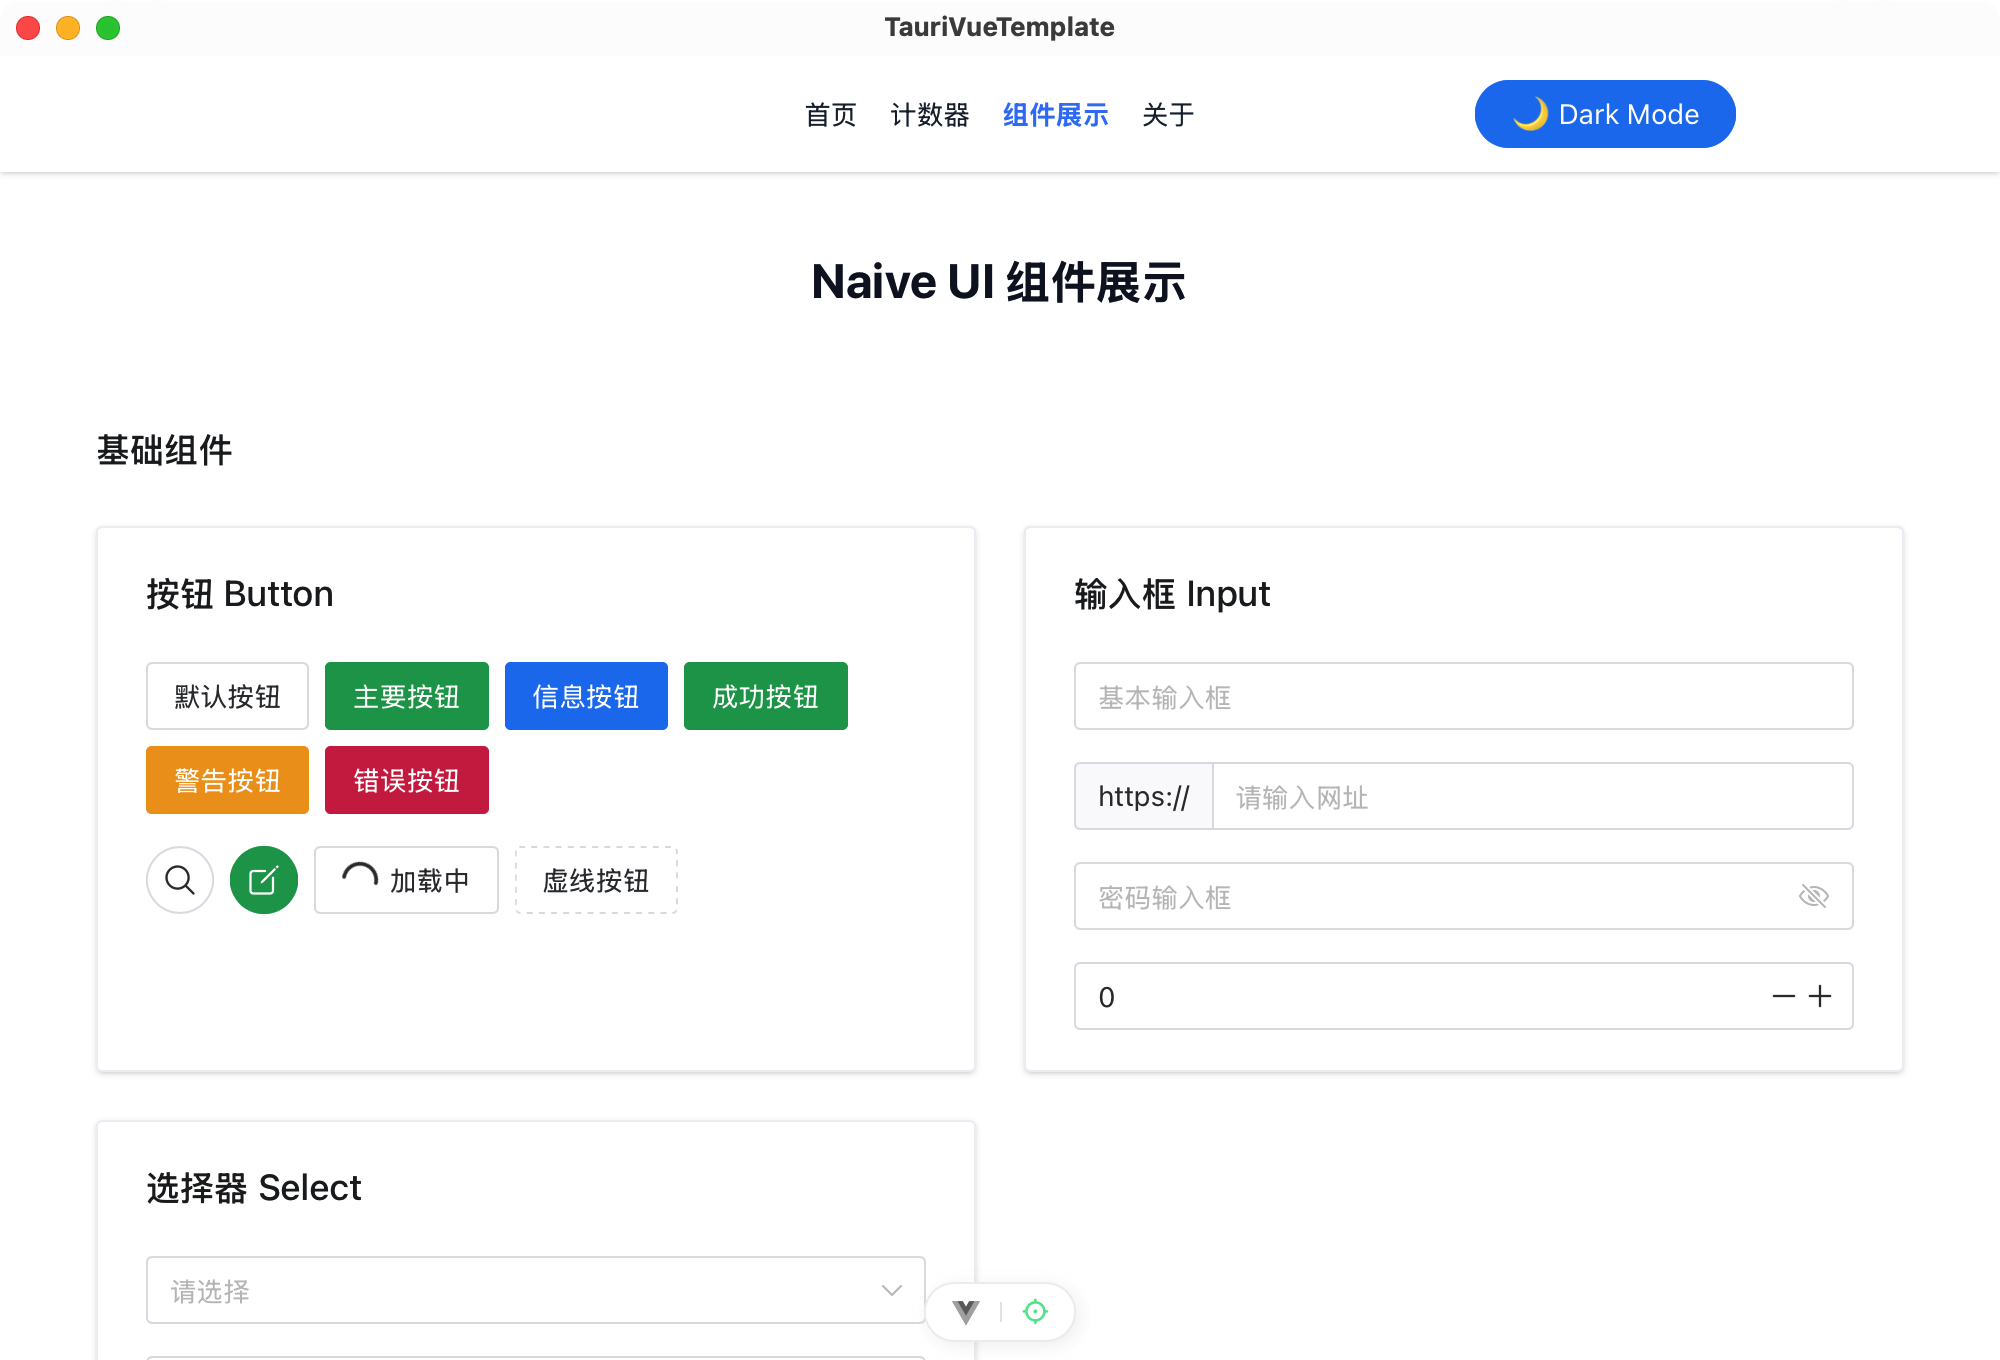 TauriVueTemplate
首页 计数器 组件展示 关于 🌙 Dark Mode
Naive UI 组件展示
基础组件
按钮 Button
默认按钮 主要按钮 信息按钮 成功按钮
警告按钮 错误按钮
加载中 虚线按钮
输入框 Input
基本输入框
https:// 请输入网址
密码输入框
0
选择器 Select
请选择